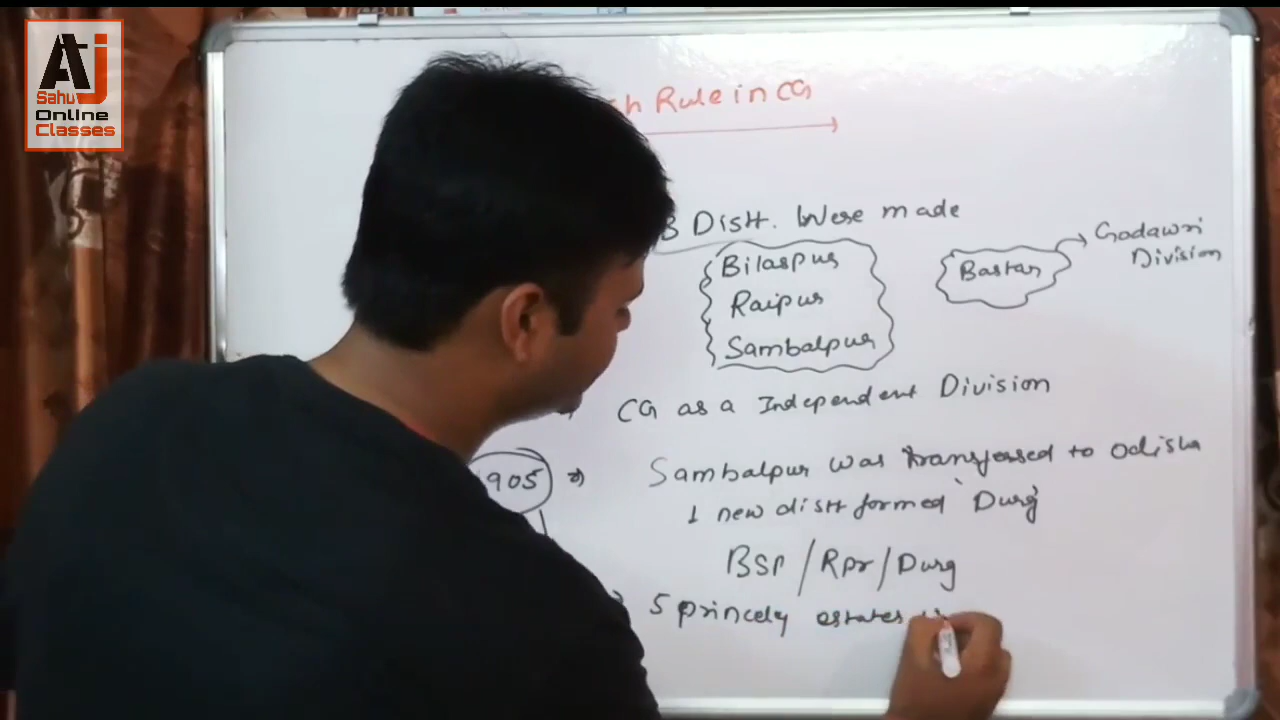 AJ
Sahu
Online
Classes
Rule in CG
3 Distt. Were made
Bilaspur
Raipur
Sambalpur
Bastar
Godawri
Division
CG as a Independent Division
905 ⇒ Sambalpur was transfered to Odisha
1 new distt formed 'Durg'
BSP / Rpr / Durg
5 princely estates